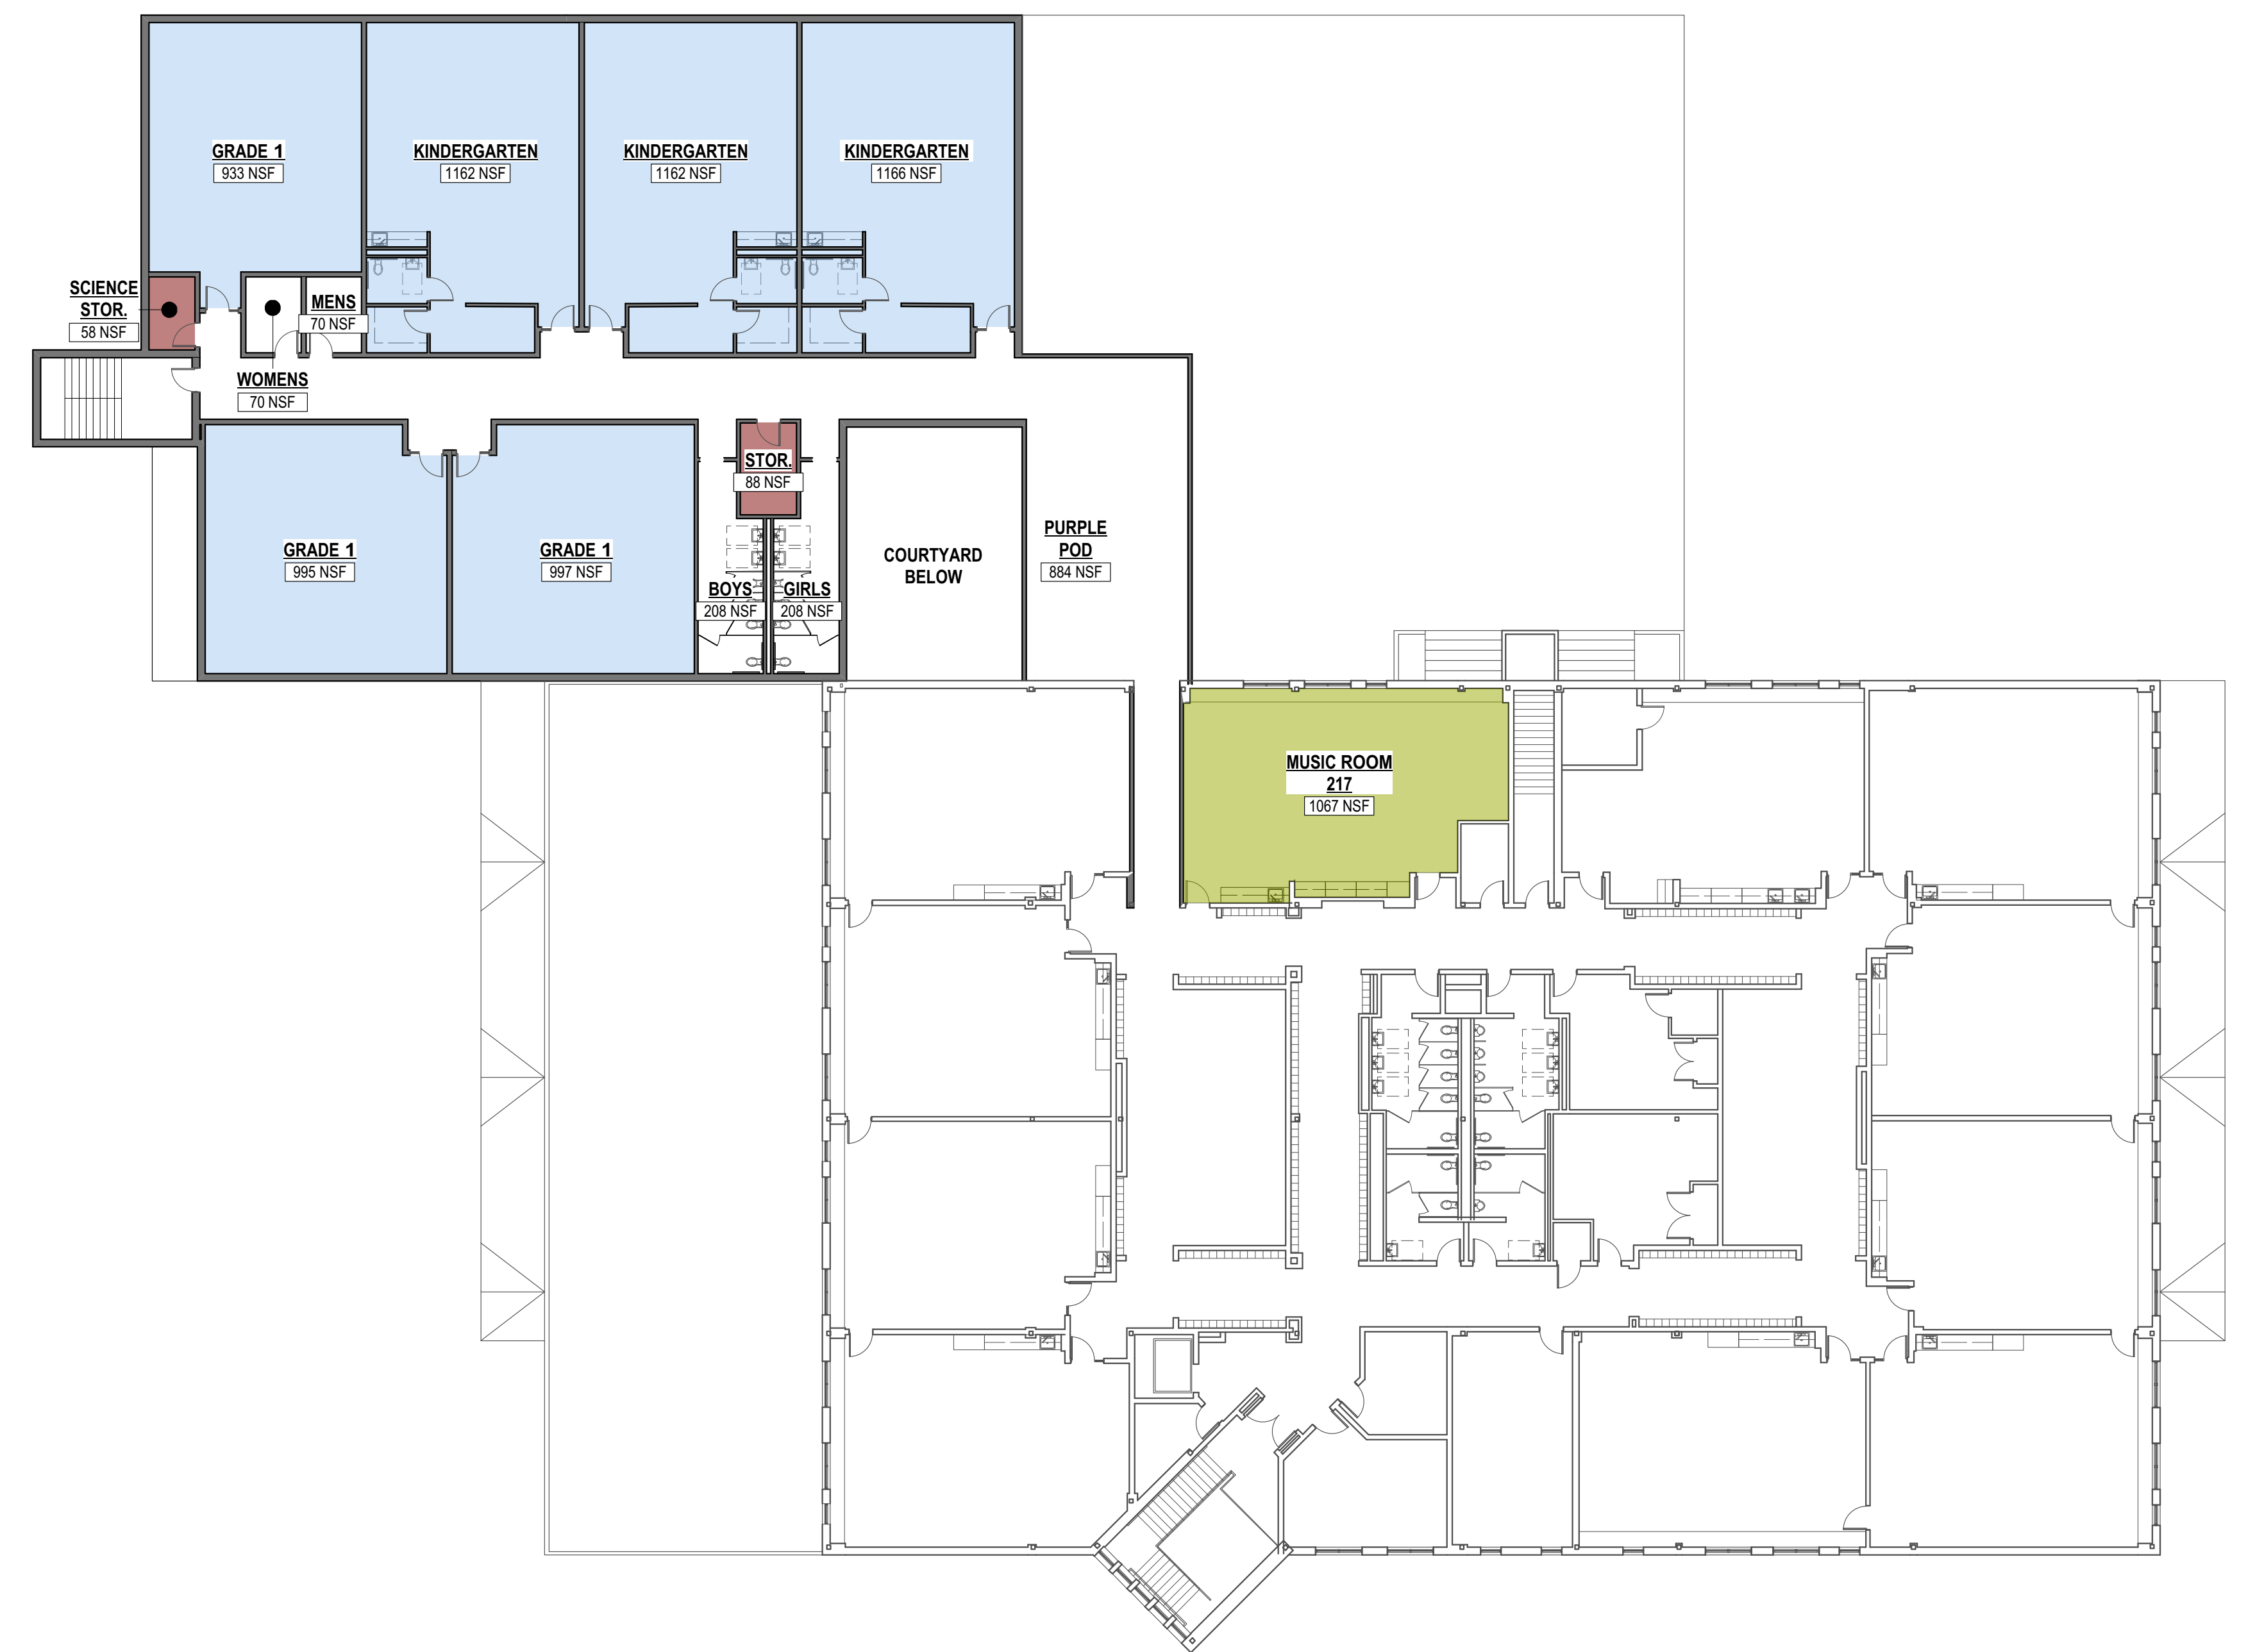 GRADE 1
933 NSF
KINDERGARTEN
1162 NSF
KINDERGARTEN
1162 NSF
KINDERGARTEN
1166 NSF
SCIENCE
STOR.
58 NSF
MENS
70 NSF
WOMENS
70 NSF
GRADE 1
995 NSF
GRADE 1
997 NSF
STOR.
88 NSF
BOYS
208 NSF
GIRLS
208 NSF
COURTYARD
BELOW
PURPLE
POD
884 NSF
MUSIC ROOM
217
1067 NSF